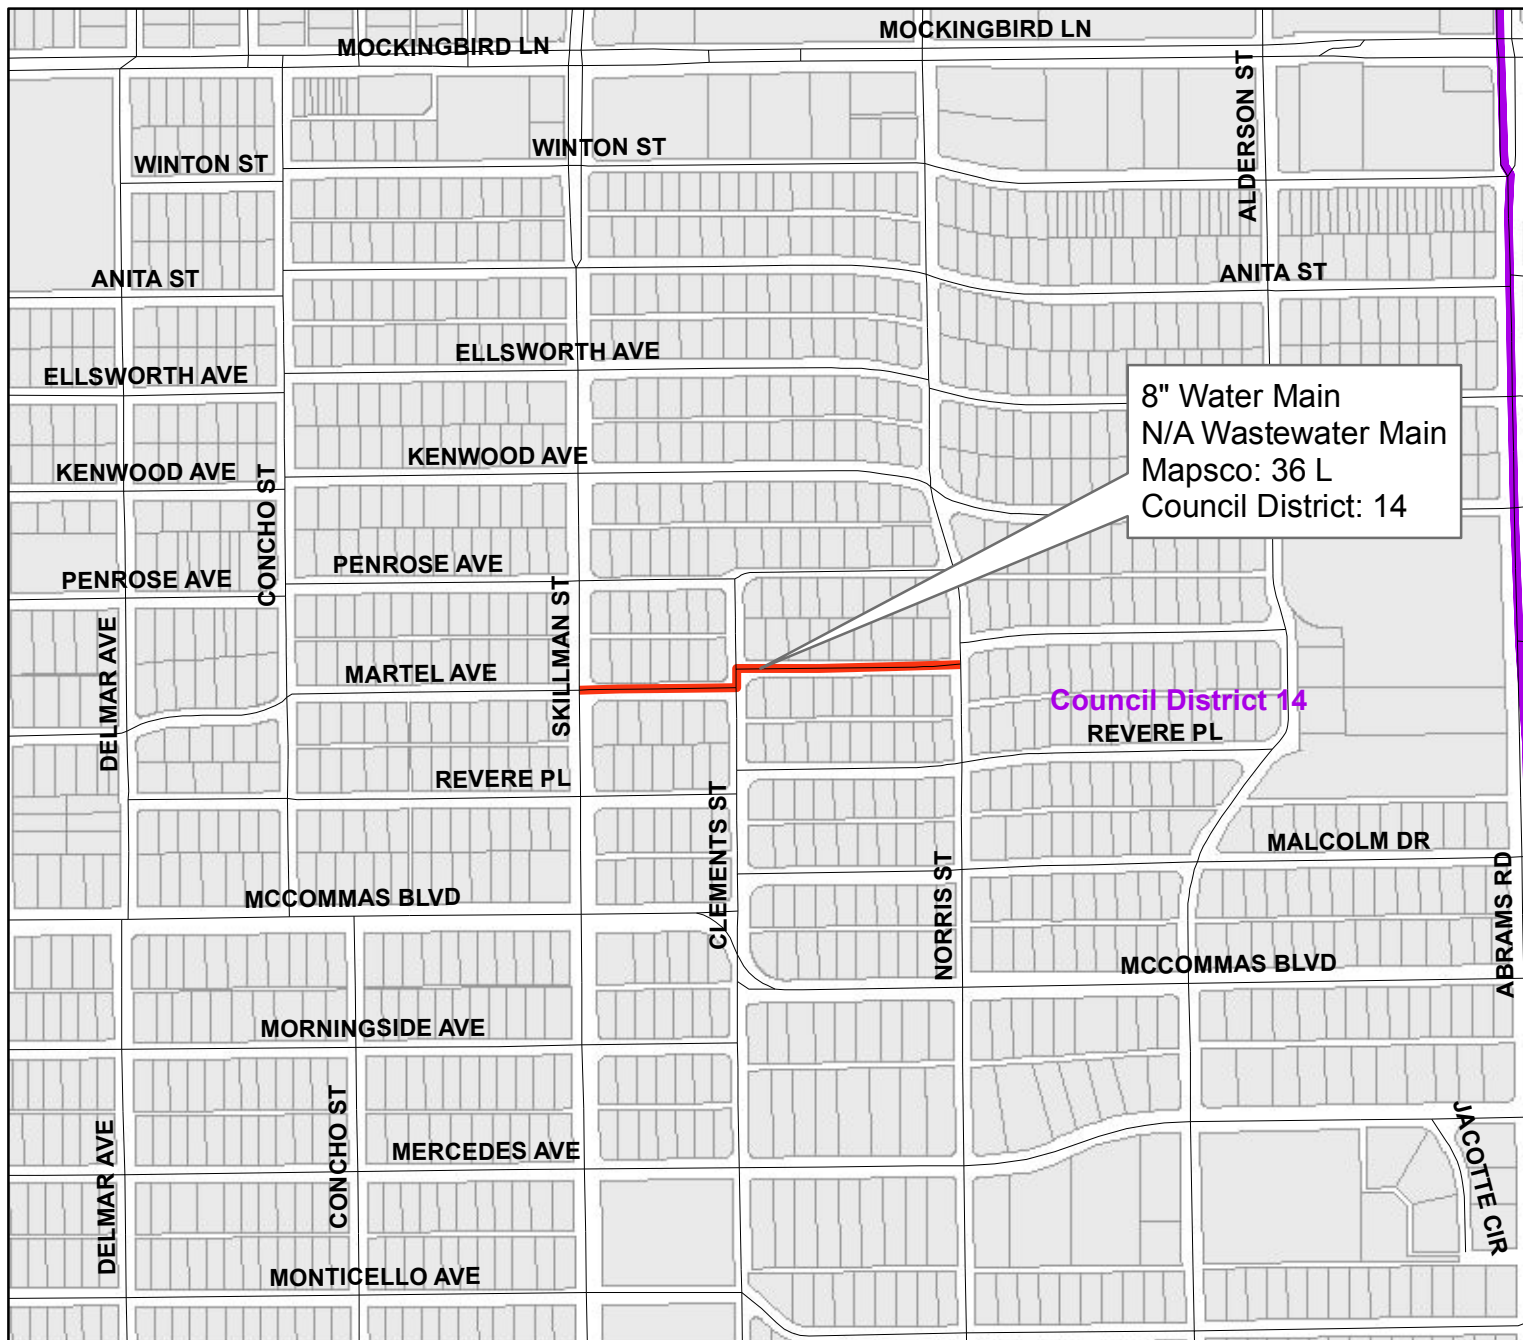 MOCKINGBIRD LN
MOCKINGBIRD LN
WINTON ST
WINTON ST
ALDERSON ST
ANITA ST
ANITA ST
ELLSWORTH AVE
ELLSWORTH AVE
8" Water Main
N/A Wastewater Main
Mapsco: 36 L
Council District: 14
KENWOOD AVE
KENWOOD AVE
CONCHO ST
PENROSE AVE
PENROSE AVE
SKILLMAN ST
DELMAR AVE
MARTEL AVE
Council District 14
REVERE PL
REVERE PL
CLEMENTS ST
MALCOLM DR
NORRIS ST
ABRAMS RD
MCCOMMAS BLVD
MCCOMMAS BLVD
MORNINGSIDE AVE
CONCHO ST
JACOTTE CIR
DELMAR AVE
MERCEDES AVE
MONTICELLO AVE